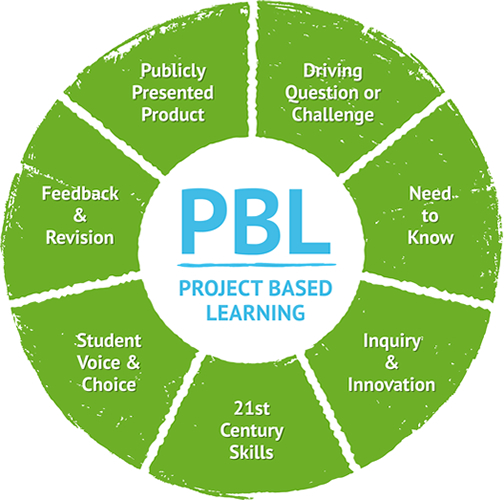 PBL
PROJECT BASED
LEARNING
Driving
Question or
Challenge
Need
to
Know
Inquiry
&
Innovation
21st
Century
Skills
Student
Voice &
Choice
Feedback
&
Revision
Publicly
Presented
Product